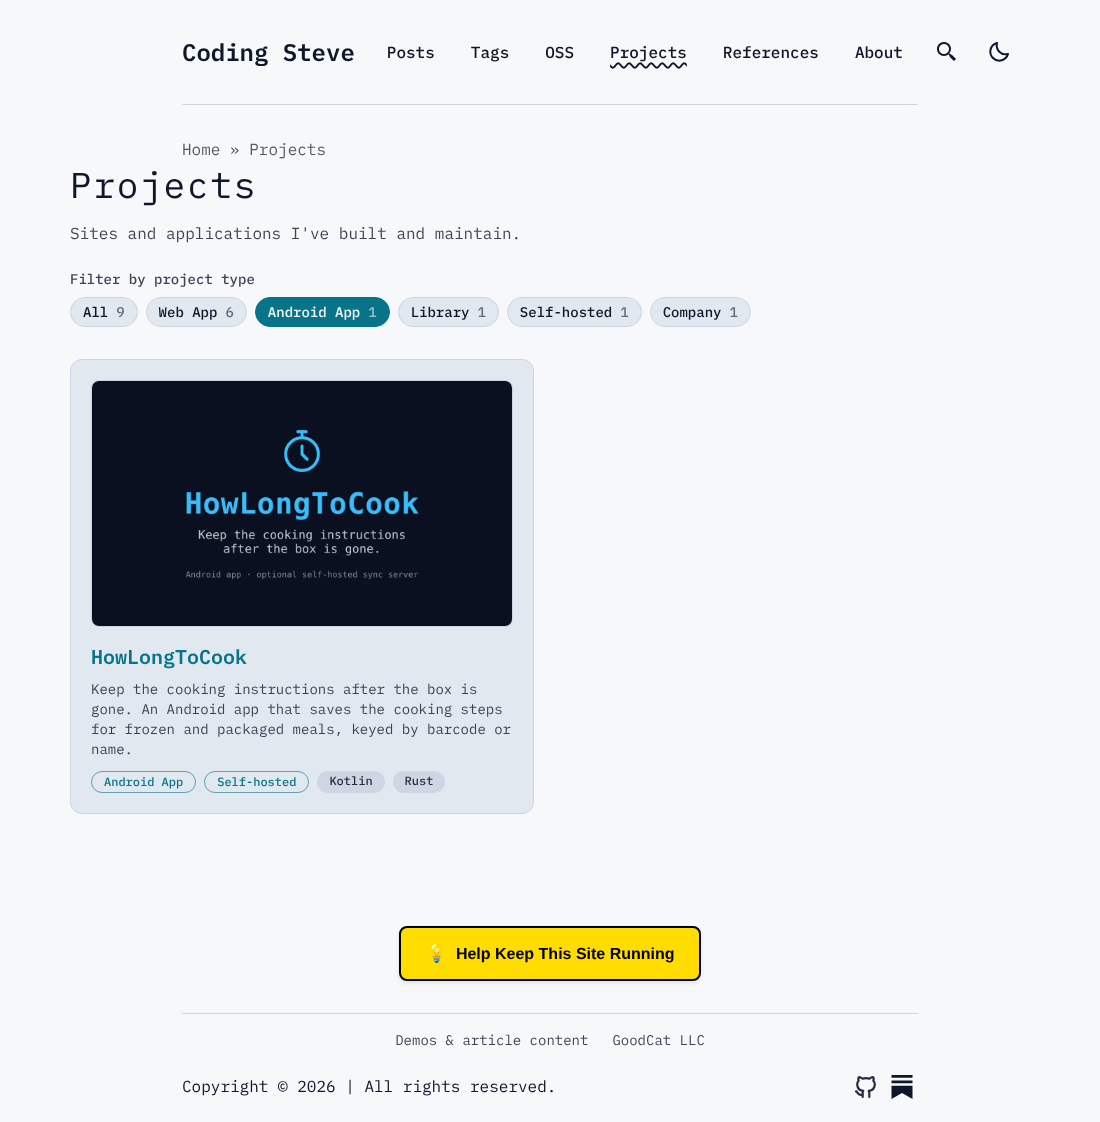 Coding Steve Posts Tags OSS Projects References About
Home » Projects
Projects
Sites and applications I've built and maintain.
Filter by project type
All 9 Web App 6 Android App 1 Library 1 Self-hosted 1 Company 1
HowLongToCook
Keep the cooking instructions
after the box is gone.
Android app · optional self-hosted sync server
HowLongToCook
Keep the cooking instructions after the box is
gone. An Android app that saves the cooking steps
for frozen and packaged meals, keyed by barcode or
name.
Android App Self-hosted Kotlin Rust
Help Keep This Site Running
Demos & article content GoodCat LLC
Copyright © 2026 | All rights reserved.